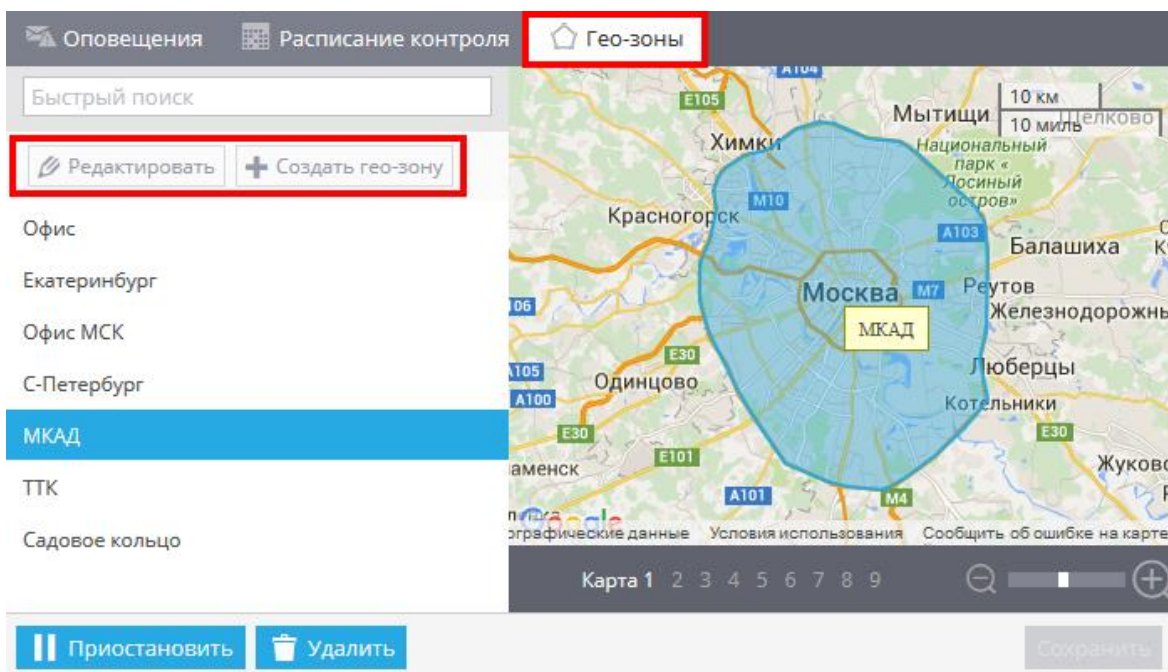 Оповещения Расписание контроля Гео-зоны
Быстрый поиск
Редактировать Создать гео-зону
Офис
Екатеринбург
Офис МСК
С-Петербург
МКАД
ТТК
Садовое кольцо
A104
E105
Мытищи
10 км
10 миль
Химки
Национальный
парк «
Лосиный
остров»
M10
Красногорск
A103
Балашиха
Москва
M7
Реутов
Железнодорожны
МКАД
E30
Люберцы
Одинцово
A100
Котельники
E30
E30
E101
Жуково
A101
M4
Google
Условия использования
Сообщить об ошибке на карте
Карта 1 2 3 4 5 6 7 8 9
Приостановить Удалить
Сохранить